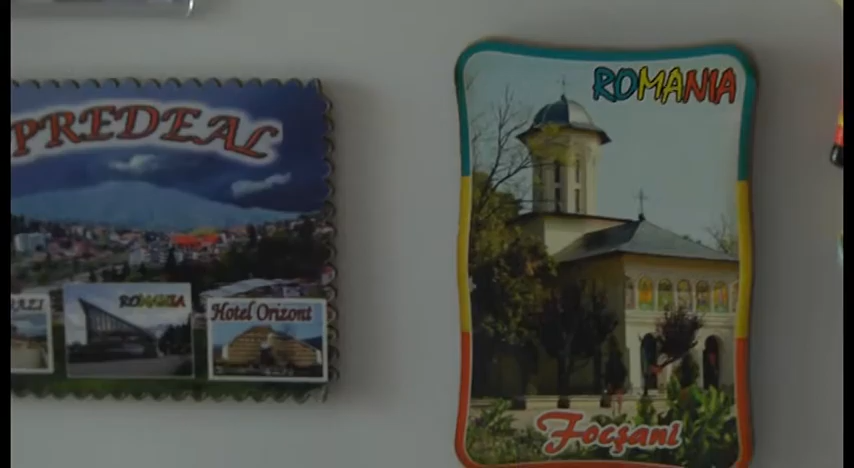 PREDEAL
ROMANIA
Hotel Orizont
ROMANIA
Focşani